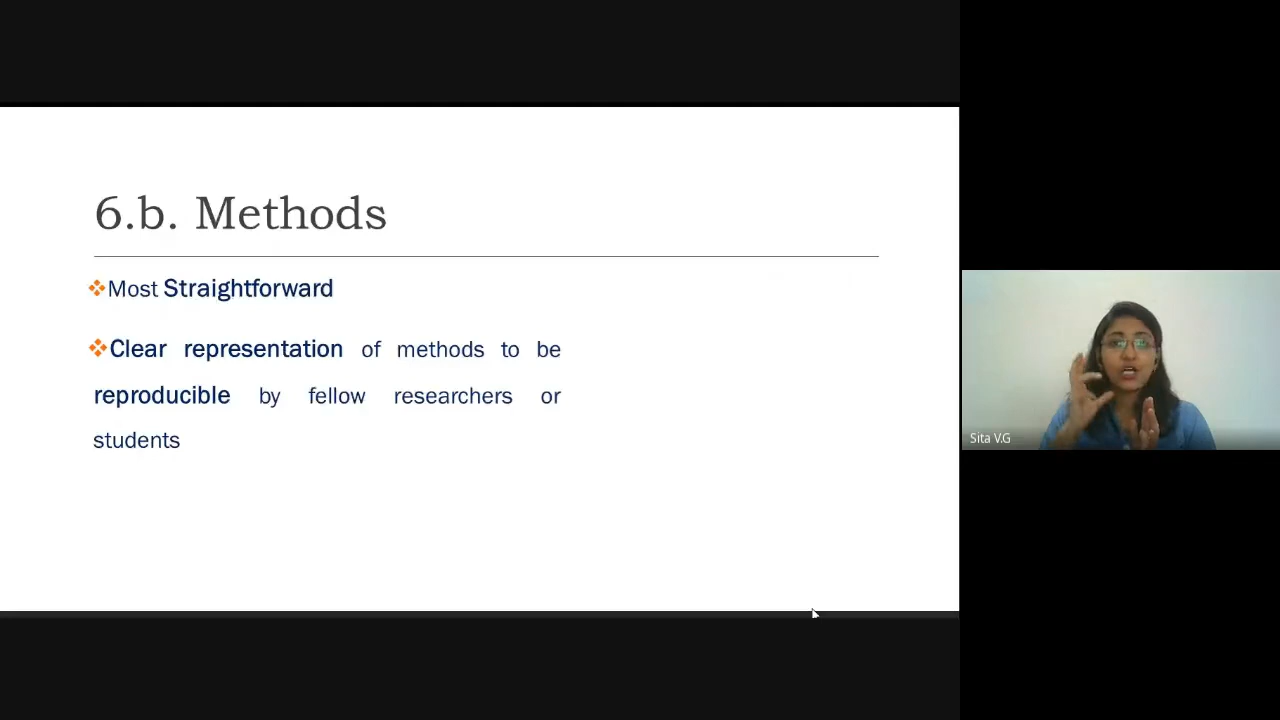 6.b. Methods
❖Most Straightforward
❖Clear representation of methods to be
reproducible by fellow researchers or
students
Sita V.G